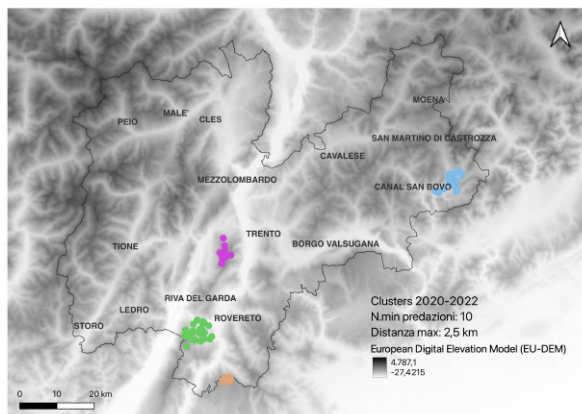 MOENA
MALE'
PEIO
CLES
SAN MARTINO DI CASTROZZA
CAVALESE
MEZZOLOMBARDO
CANAL SAN BOVO
TRENTO
TIONE
BORGO VALSUGANA
RIVA DEL GARDA
LEDRO
ROVERETO
STORO
Clusters 2020-2022
N.min predazioni: 10
Distanza max: 2,5 km
European Digital Elevation Model (EU-DEM)
4.787,1
-27,4215
0 10 20 km